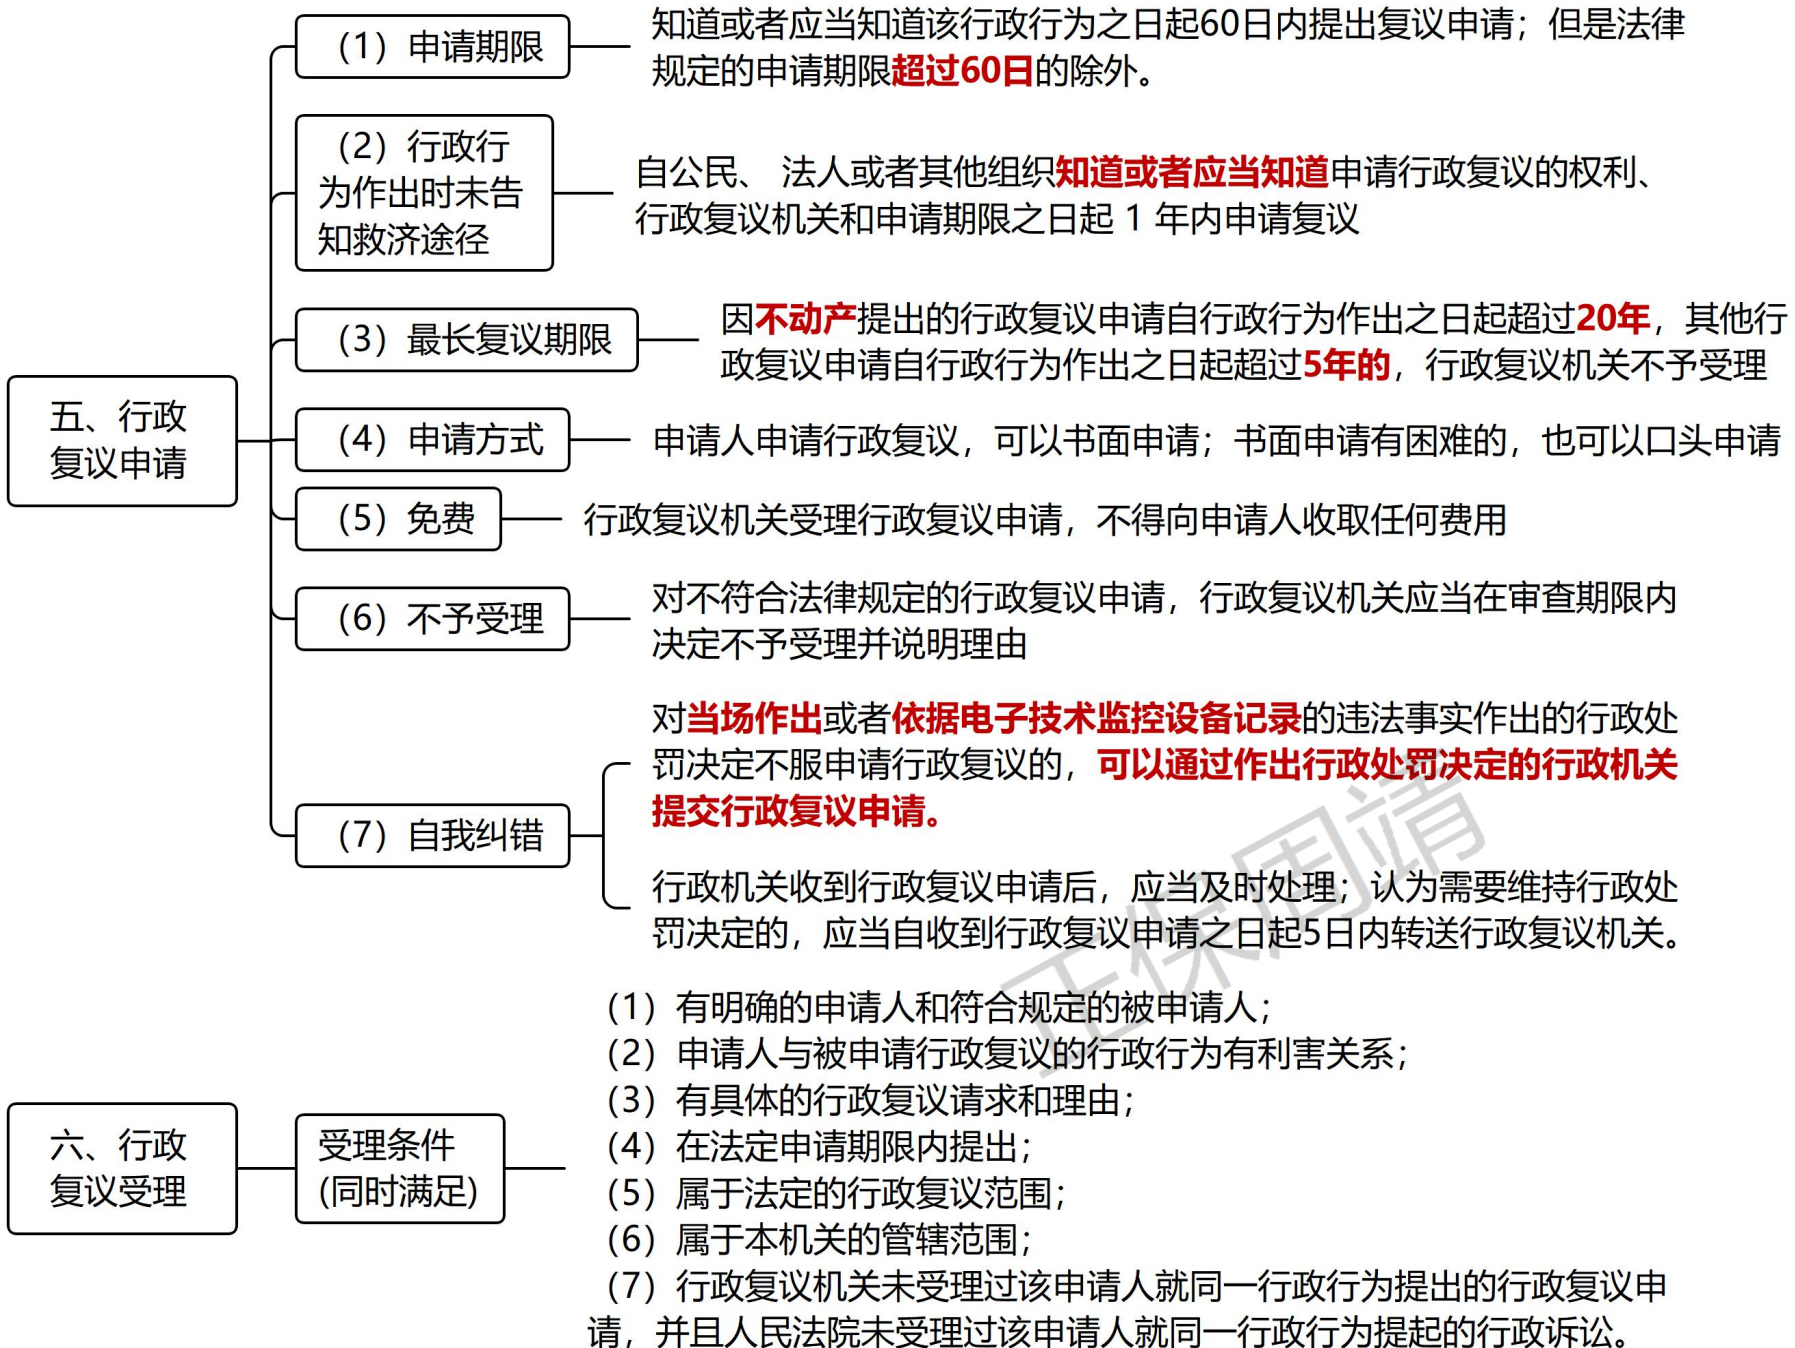 五、行政
复议申请
（1）申请期限
知道或者应当知道该行政行为之日起60日内提出复议申请；但是法律
规定的申请期限超过60日的除外。
（2）行政行
为作出时未告
知救济途径
自公民、 法人或者其他组织知道或者应当知道申请行政复议的权利、
行政复议机关和申请期限之日起 1 年内申请复议
（3）最长复议期限
因不动产提出的行政复议申请自行政行为作出之日起超过20年，其他行
政复议申请自行政行为作出之日起超过5年的，行政复议机关不予受理
（4）申请方式
申请人申请行政复议，可以书面申请；书面申请有困难的，也可以口头申请
（5）免费
行政复议机关受理行政复议申请，不得向申请人收取任何费用
（6）不予受理
对不符合法律规定的行政复议申请，行政复议机关应当在审查期限内
决定不予受理并说明理由
（7）自我纠错
对当场作出或者依据电子技术监控设备记录的违法事实作出的行政处
罚决定不服申请行政复议的，可以通过作出行政处罚决定的行政机关
提交行政复议申请。
行政机关收到行政复议申请后，应当及时处理；认为需要维持行政处
罚决定的，应当自收到行政复议申请之日起5日内转送行政复议机关。
正保周靖
六、行政
复议受理
受理条件
(同时满足)
（1）有明确的申请人和符合规定的被申请人；
（2）申请人与被申请行政复议的行政行为有利害关系；
（3）有具体的行政复议请求和理由；
（4）在法定申请期限内提出；
（5）属于法定的行政复议范围；
（6）属于本机关的管辖范围；
（7）行政复议机关未受理过该申请人就同一行政行为提出的行政复议申
请，并且人民法院未受理过该申请人就同一行政行为提起的行政诉讼。